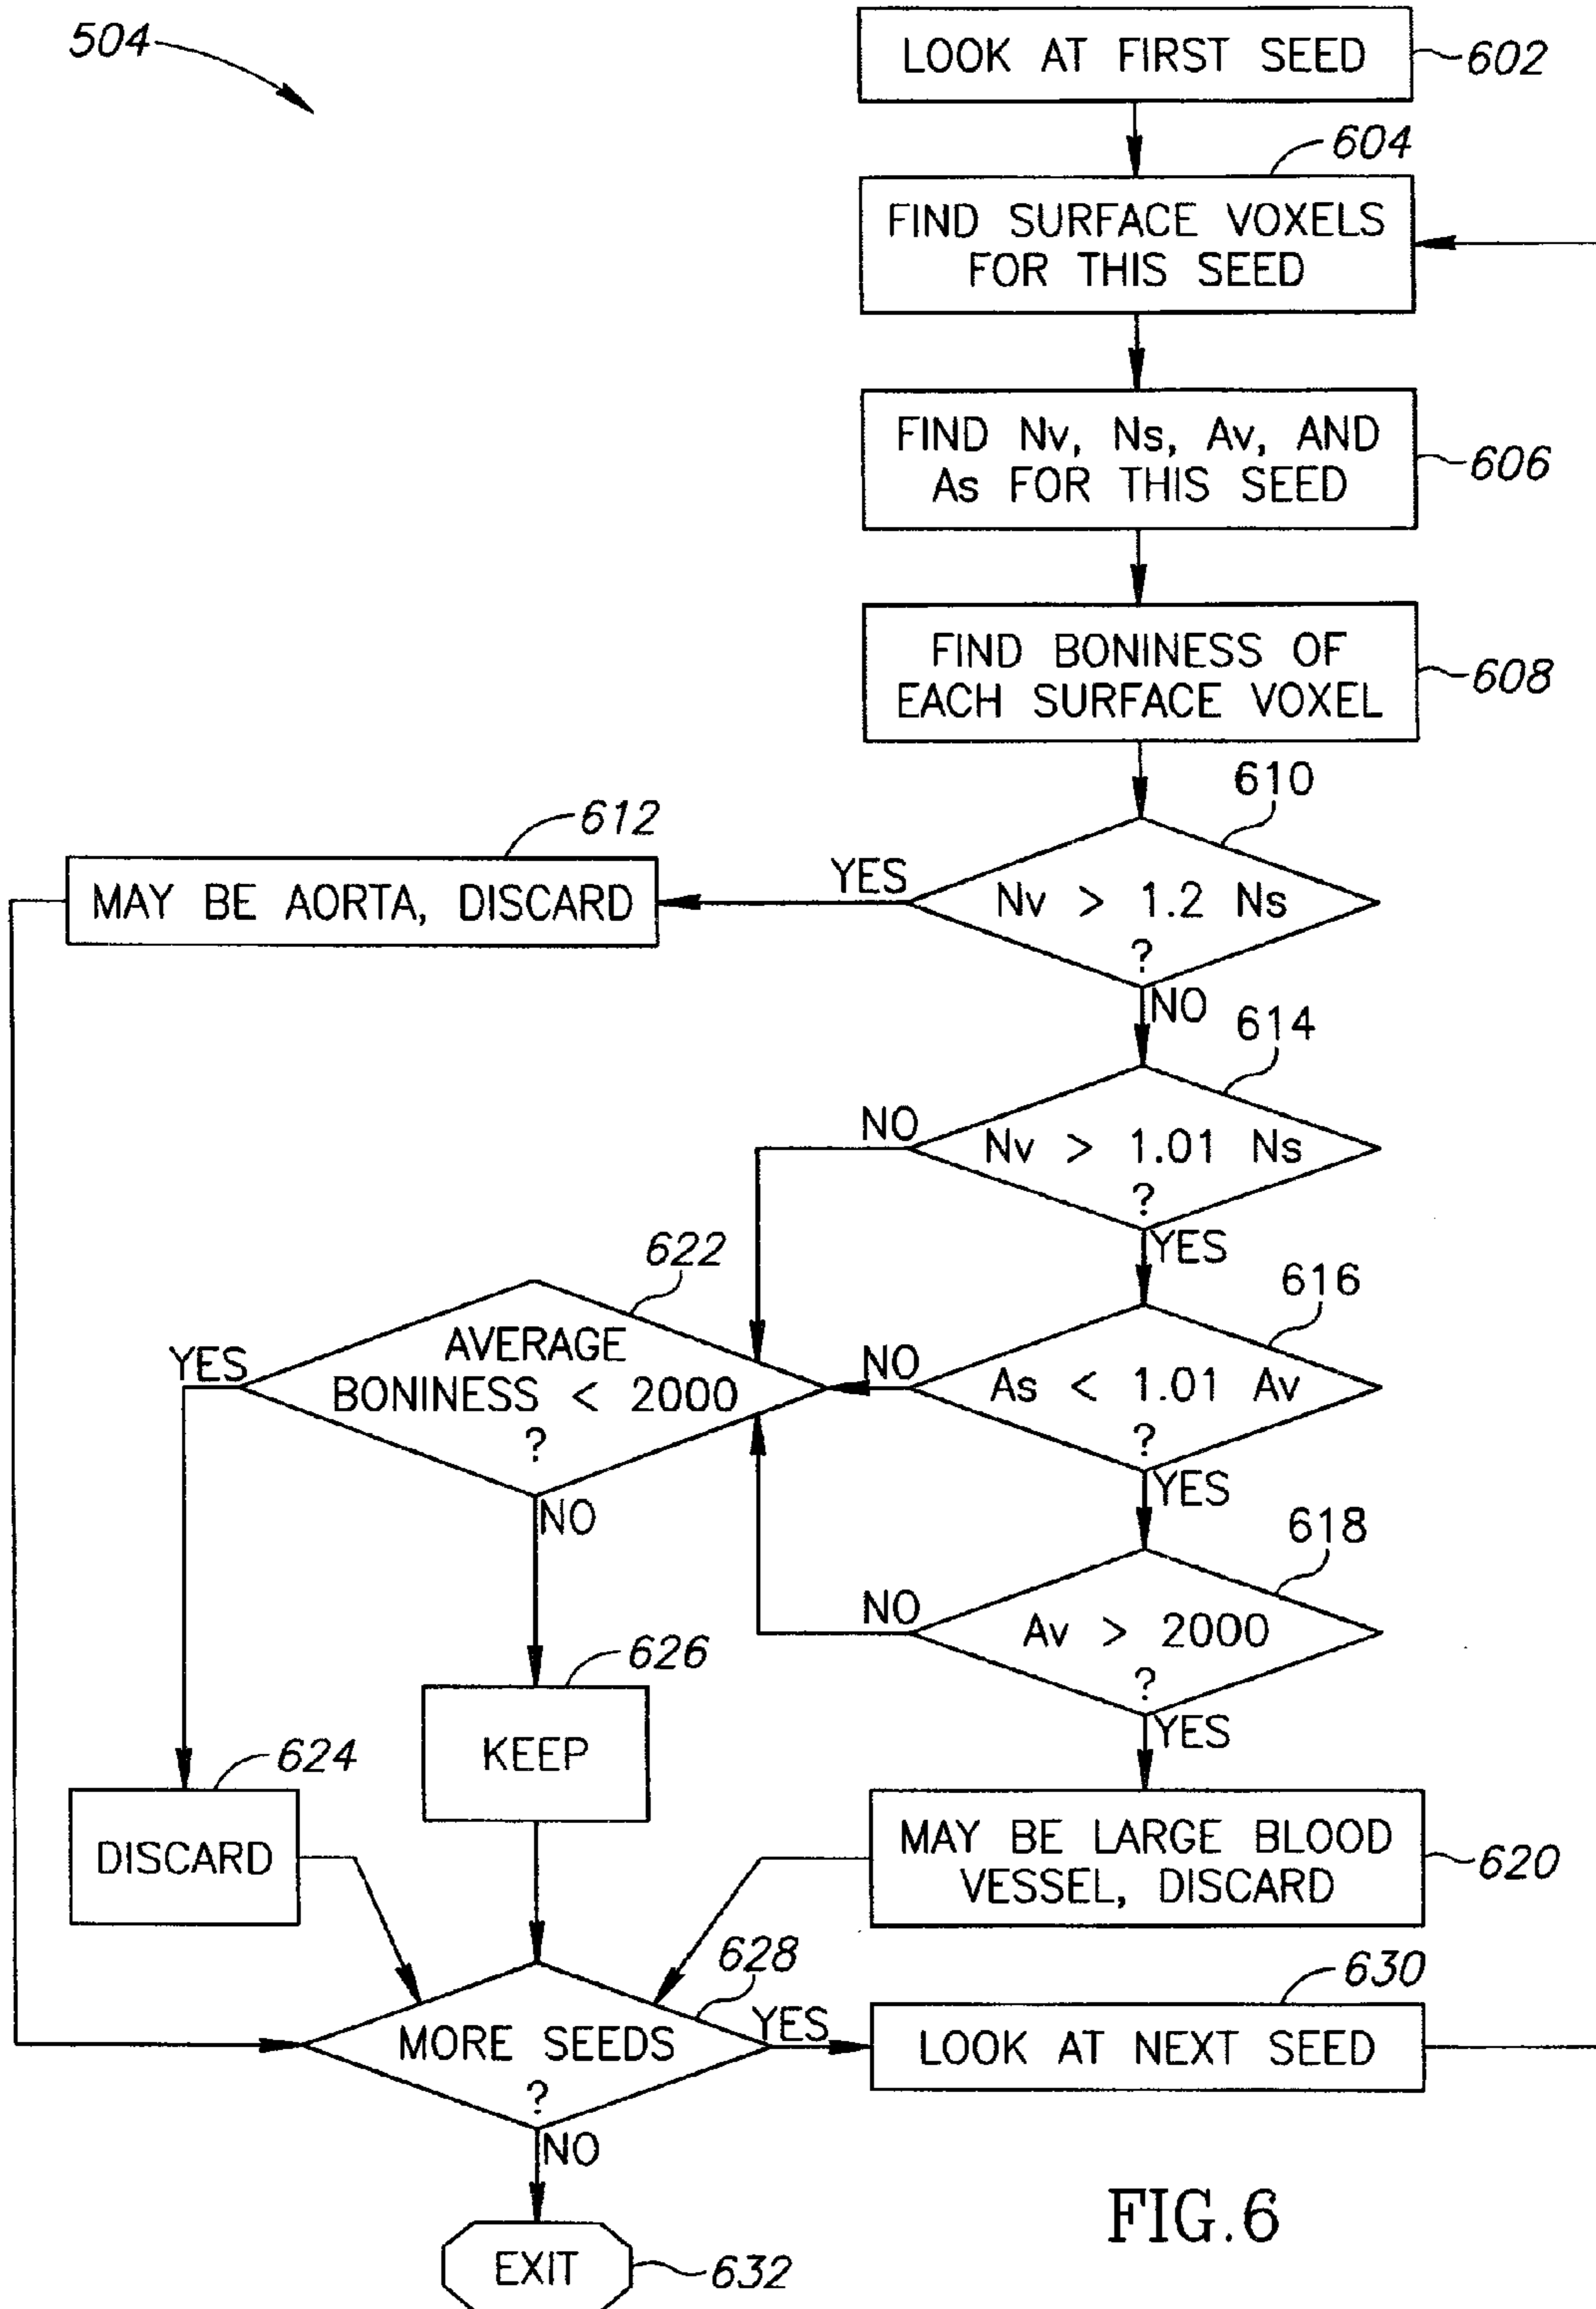 504
LOOK AT FIRST SEED
602
604
FIND SURFACE VOXELS
FOR THIS SEED
FIND Nv, Ns, Av, AND
As FOR THIS SEED
606
FIND BONINESS OF
EACH SURFACE VOXEL
608
610
612
YES
MAY BE AORTA, DISCARD
Nv > 1.2 Ns
?
NO
614
NO
Nv > 1.01 Ns
?
YES
622
616
AVERAGE
YES
NO
BONINESS < 2000
As < 1.01 Av
?
?
YES
NO
618
NO
Av > 2000
?
626
YES
KEEP
624
DISCARD
MAY BE LARGE BLOOD
VESSEL, DISCARD
620
628
630
YES
MORE SEEDS
LOOK AT NEXT SEED
?
NO
FIG.6
EXIT
632